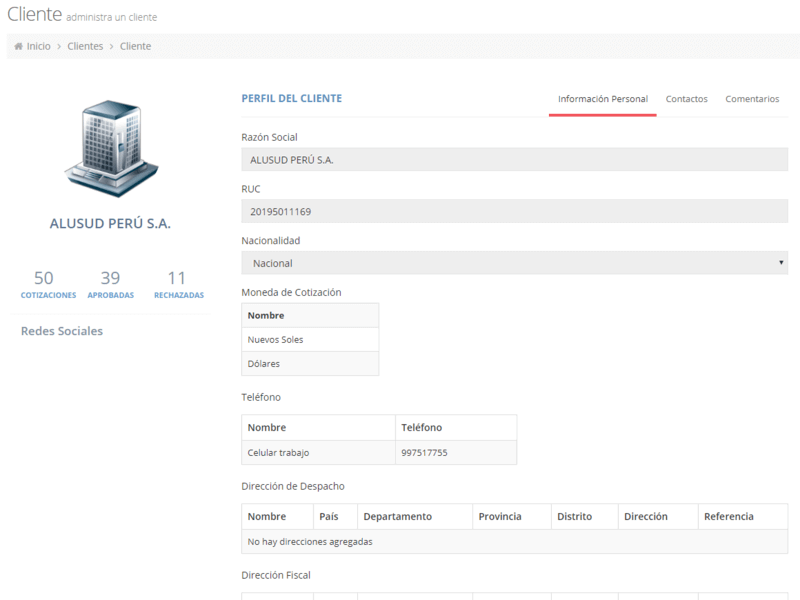 Cliente administra un cliente
Inicio > Clientes > Cliente
ALUSUD PERÚ S.A.
50 39 11
COTIZACIONES APROBADAS RECHAZADAS
Redes Sociales
PERFIL DEL CLIENTE
Información Personal Contactos Comentarios
Razón Social
ALUSUD PERÚ S.A.
RUC
20195011169
Nacionalidad
Nacional
Moneda de Cotización
Nombre
Nuevos Soles
Dólares
Teléfono
Nombre Teléfono
Celular trabajo 997517755
Dirección de Despacho
Nombre País Departamento Provincia Distrito Dirección Referencia
No hay direcciones agregadas
Dirección Fiscal